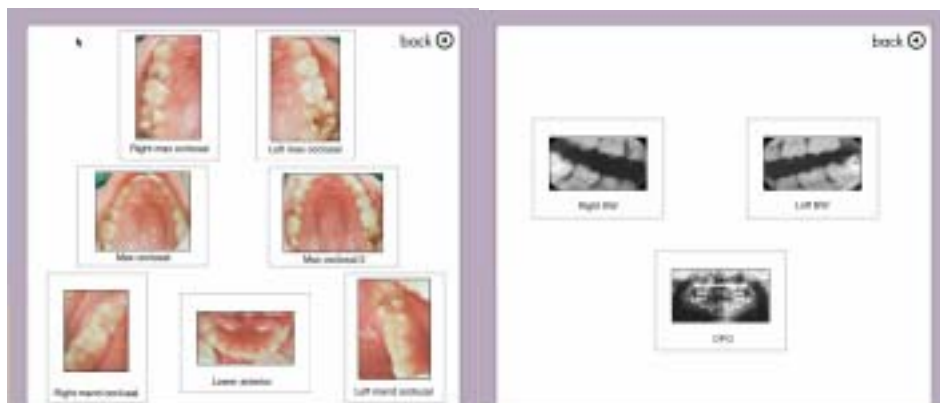 back
Right max occlusal
Left max occlusal
Max occlusal
Max occlusal II
Right mand occlusal
Lower anterior
Left mand occlusal
back
Right BW
Left BW
OPG